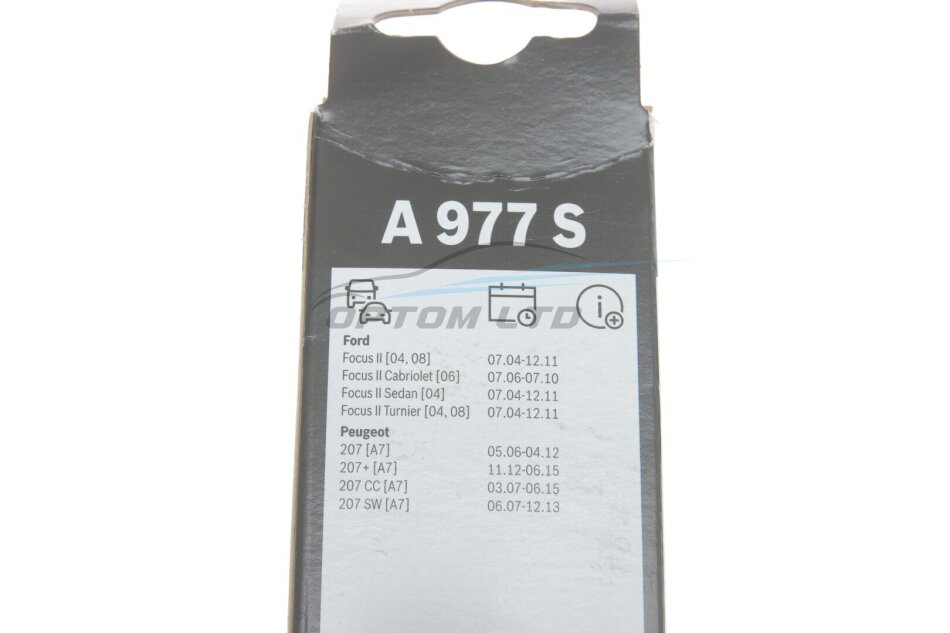 A 977 S
OPTOM LTD
Ford
Focus II [04, 08] 07.04-12.11
Focus II Cabriolet [06] 07.06-07.10
Focus II Sedan [04] 07.04-12.11
Focus II Turnier [04, 08] 07.04-12.11
Peugeot
207 [A7] 05.06-04.12
207+ [A7] 11.12-06.15
207 CC [A7] 03.07-06.15
207 SW [A7] 06.07-12.13